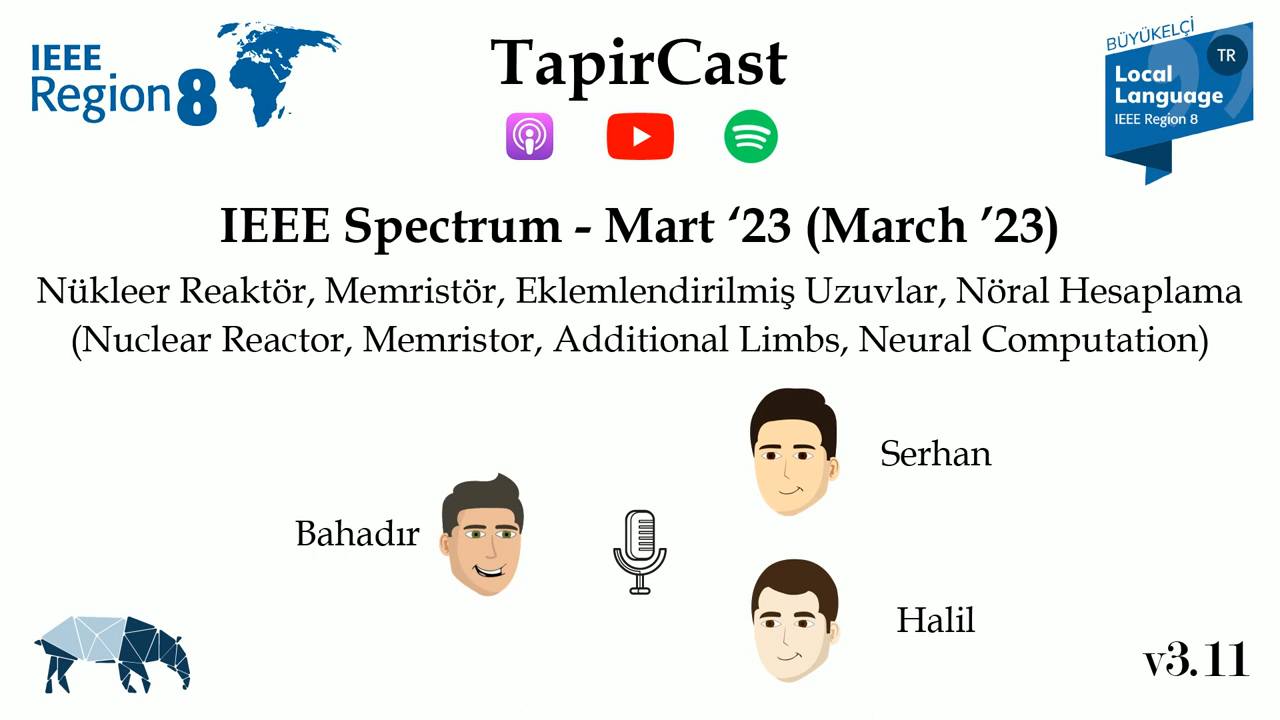 IEEE
Region 8
TapirCast
BÜYÜKELÇİ
TR
Local
Language
IEEE Region 8
IEEE Spectrum - Mart ‘23 (March ’23)
Nükleer Reaktör, Memristör, Eklemlendirilmiş Uzuvlar, Nöral Hesaplama
(Nuclear Reactor, Memristor, Additional Limbs, Neural Computation)
Serhan
Bahadır
Halil
v3.11